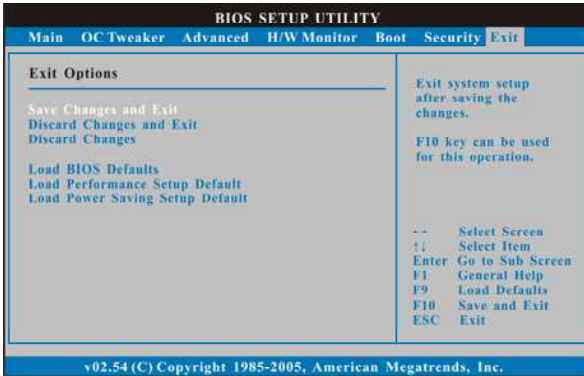 BIOS SETUP UTILITY
Main OC Tweaker Advanced H/W Monitor Boot Security Exit
Exit Options
Save Changes and Exit
Discard Changes and Exit
Discard Changes
Load BIOS Defaults
Load Performance Setup Default
Load Power Saving Setup Default
Exit system setup
after saving the
changes.
F10 key can be used
for this operation.
←→ Select Screen
↑↓ Select Item
Enter Go to Sub Screen
F1 General Help
F9 Load Defaults
F10 Save and Exit
ESC Exit
v02.54 (C) Copyright 1985-2005, American Megatrends, Inc.